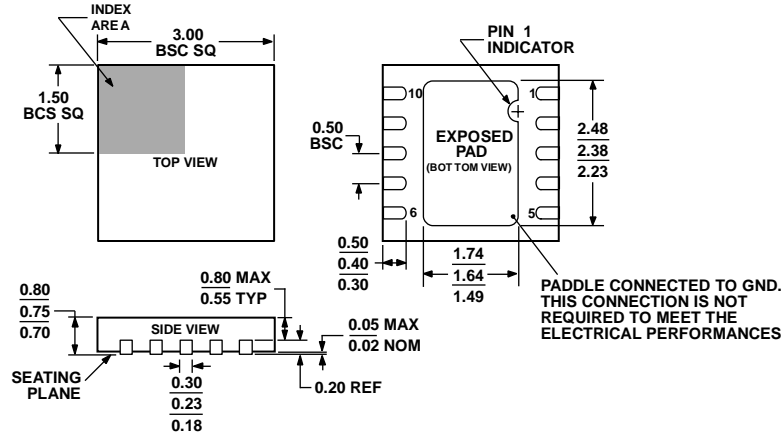 INDEX
AREA
3.00
BSC SQ
1.50
BCS SQ
TOP VIEW
PIN 1
INDICATOR
10
1
0.50
BSC
EXPOSED
PAD
(BOT TOM VIEW)
2.48
2.38
2.23
6
5
0.50
0.40
0.30
1.74
1.64
1.49
PADDLE CONNECTED TO GND.
THIS CONNECTION IS NOT
REQUIRED TO MEET THE
ELECTRICAL PERFORMANCES
0.80
0.75
0.70
0.80 MAX
0.55 TYP
SIDE VIEW
0.05 MAX
0.02 NOM
SEATING
PLANE
0.30
0.23
0.18
0.20 REF